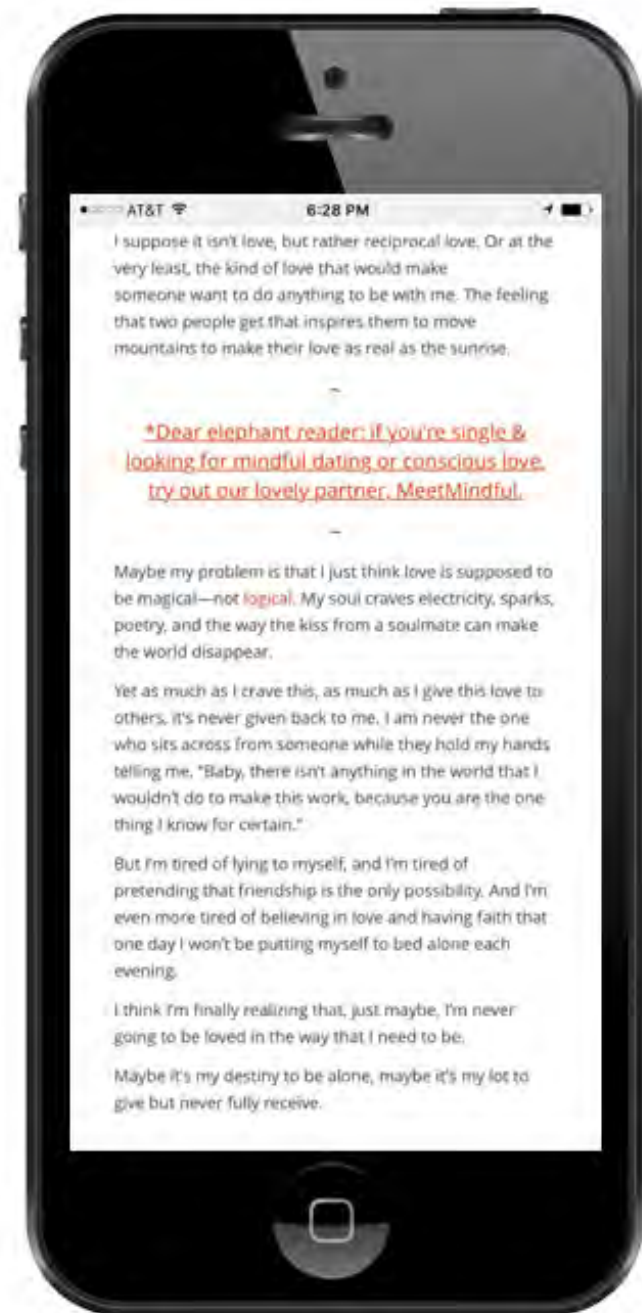 AT&T 6:28 PM
I suppose it isn't love, but rather reciprocal love. Or at the
very least, the kind of love that would make
someone want to do anything to be with me. The feeling
that two people get that inspires them to move
mountains to make their love as real as the sunrise.
~
*Dear elephant reader: if you're single &
looking for mindful dating or conscious love,
try out our lovely partner, MeetMindful.
~
Maybe my problem is that I just think love is supposed to
be magical—not logical. My soul craves electricity, sparks,
poetry, and the way the kiss from a soulmate can make
the world disappear.
Yet as much as I crave this, as much as I give this love to
others, it's never given back to me. I am never the one
who sits across from someone while they hold my hands
telling me, "Baby, there isn't anything in the world that I
wouldn't do to make this work, because you are the one
thing I know for certain."
But I'm tired of lying to myself, and I'm tired of
pretending that friendship is the only possibility. And I'm
even more tired of believing in love and having faith that
one day I won't be putting myself to bed alone each
evening.
I think I'm finally realizing that, just maybe, I'm never
going to be loved in the way that I need to be.
Maybe it's my destiny to be alone, maybe it's my lot to
give but never fully receive.